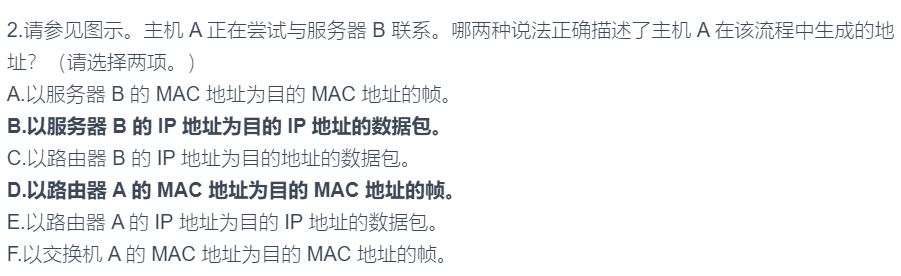 2.请参见图示。主机 A 正在尝试与服务器 B 联系。哪两种说法正确描述了主机 A 在该流程中生成的地
址？（请选择两项。）
A.以服务器 B 的 MAC 地址为目的 MAC 地址的帧。
B.以服务器 B 的 IP 地址为目的 IP 地址的数据包。
C.以路由器 B 的 IP 地址为目的地址的数据包。
D.以路由器 A 的 MAC 地址为目的 MAC 地址的帧。
E.以路由器 A 的 IP 地址为目的 IP 地址的数据包。
F.以交换机 A 的 MAC 地址为目的 MAC 地址的帧。